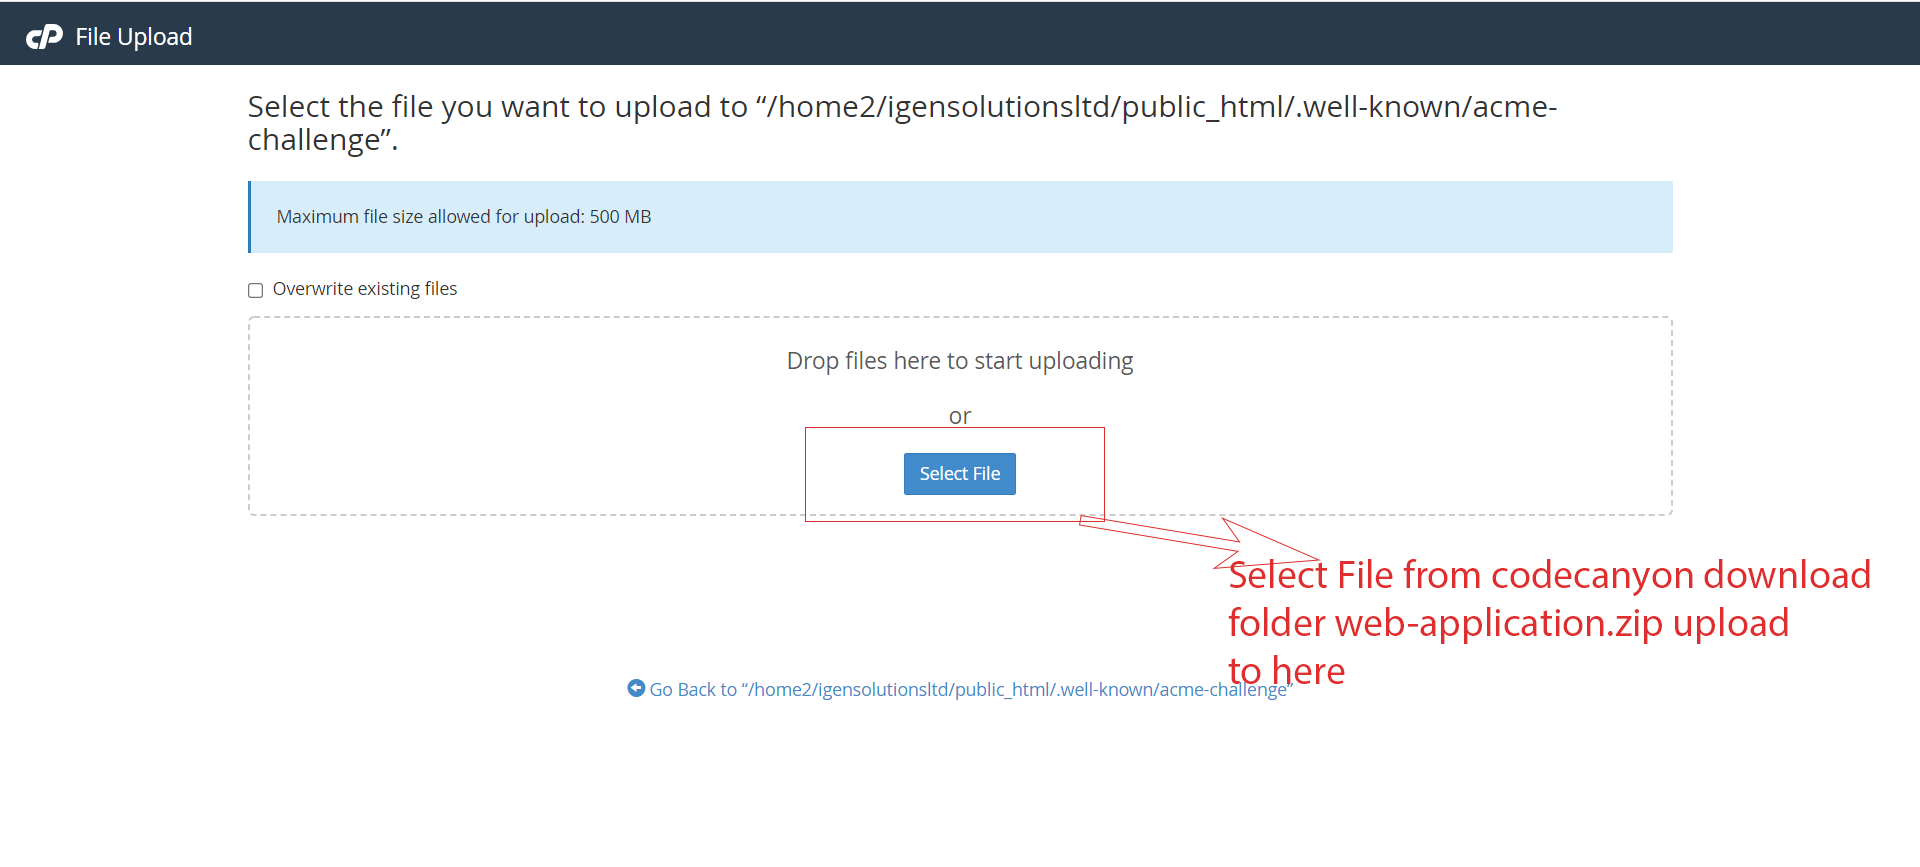 cP File Upload
Select the file you want to upload to “/home2/igensolutionsltd/public_html/.well-known/acme-
challenge”.
Maximum file size allowed for upload: 500 MB
Overwrite existing files
Drop files here to start uploading
or
Select File
Select File from codecanyon download
folder web-application.zip upload
to here
Go Back to “/home2/igensolutionsltd/public_html/.well-known/acme-challenge”